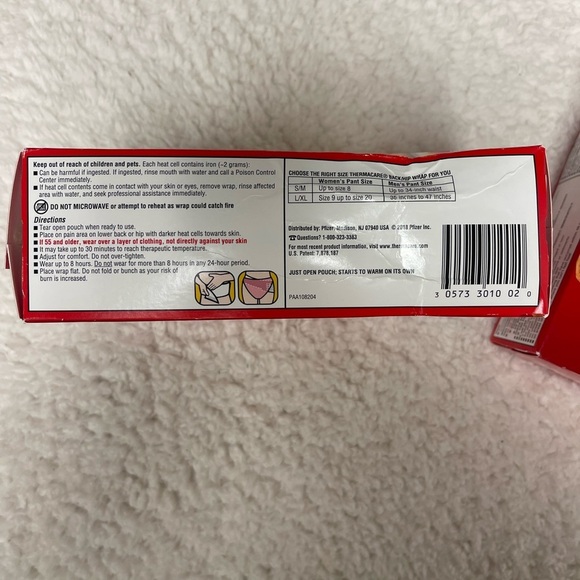 Keep out of reach of children and pets. Each heat cell contains iron (~2 grams):
■ Can be harmful if ingested. If ingested, rinse mouth with water and call a Poison Control
Center immediately.
■ If heat cell contents come in contact with your skin or eyes, remove wrap, rinse affected
area with water, and seek professional assistance immediately.
DO NOT MICROWAVE or attempt to reheat as wrap could catch fire
Directions
■ Tear open pouch when ready to use.
■ Place on pain area on lower back or hip with darker heat cells towards skin.
■ If 55 and older, wear over a layer of clothing, not directly against your skin
■ It may take up to 30 minutes to reach therapeutic temperature.
■ Adjust for comfort. Do not over-tighten.
■ Wear up to 8 hours. Do not wear for more than 8 hours in any 24-hour period.
■ Place wrap flat. Do not fold or bunch as your risk of
burn is increased.
CHOOSE THE RIGHT SIZE THERMACARE® BACK/HIP WRAP FOR YOU
Women's Pant Size Men's Pant Size
S/M Up to size 8 Up to 34-inch waist
L/XL Size 9 up to size 20 36 inches to 47 inches
Distributed by: Pfizer, Madison, NJ 07940 USA © 2018 Pfizer Inc.
Questions? 1-800-323-3383
For most recent product information, visit www.thermacare.com
U.S. Patent: 7,878,187
JUST OPEN POUCH; STARTS TO WARM ON ITS OWN
PAA108204
3 0573 3010 02 0